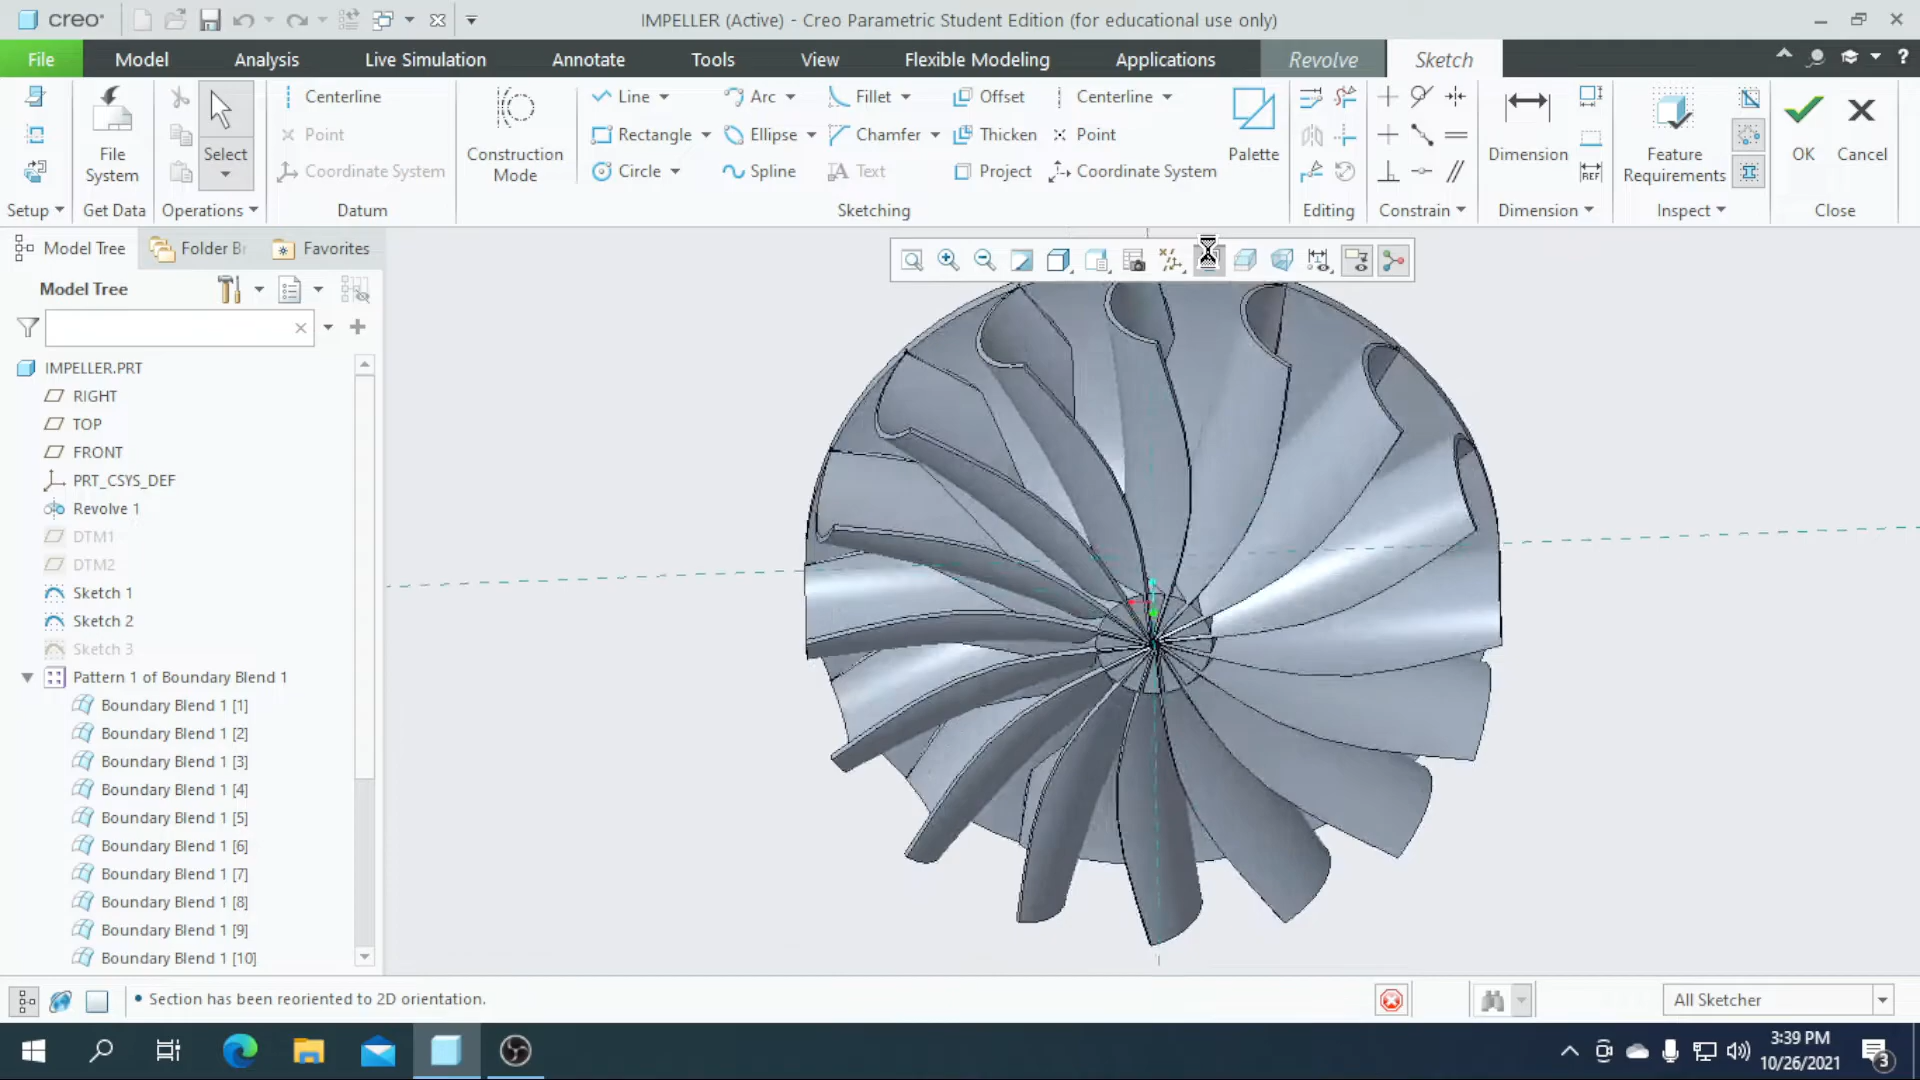 creo
IMPELLER (Active) - Creo Parametric Student Edition (for educational use only)
File Model Analysis Live Simulation Annotate Tools View Flexible Modeling Applications Revolve Sketch
File System
Select
Centerline
Point
Coordinate System
Construction Mode
Line Arc Fillet Offset Centerline
Rectangle Ellipse Chamfer Thicken Point
Circle Spline Text Project Coordinate System
Palette
Dimension
REF
Feature Requirements
OK
Cancel
Setup Get Data Operations Datum Sketching Editing Constrain Dimension Inspect Close
Model Tree Folder Br Favorites
Model Tree
IMPELLER.PRT
RIGHT
TOP
FRONT
PRT_CSYS_DEF
Revolve 1
DTM1
DTM2
Sketch 1
Sketch 2
Sketch 3
Pattern 1 of Boundary Blend 1
Boundary Blend 1 [1]
Boundary Blend 1 [2]
Boundary Blend 1 [3]
Boundary Blend 1 [4]
Boundary Blend 1 [5]
Boundary Blend 1 [6]
Boundary Blend 1 [7]
Boundary Blend 1 [8]
Boundary Blend 1 [9]
Boundary Blend 1 [10]
• Section has been reoriented to 2D orientation.
All Sketcher
3:39 PM
10/26/2021
3